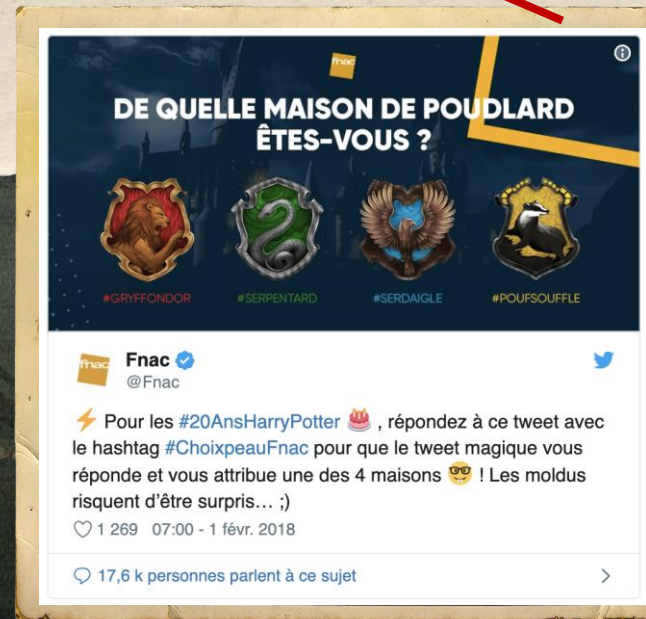 fnac
DE QUELLE MAISON DE POUDLARD
ÊTES-VOUS ?
#GRYFFONDOR #SERPENTARD #SERDAIGLE #POUFSOUFFLE
fnac
Fnac
@Fnac
⚡ Pour les #20AnsHarryPotter 🎂 , répondez à ce tweet avec
le hashtag #ChoixpeauFnac pour que le tweet magique vous
réponde et vous attribue une des 4 maisons 🤓 ! Les moldus
risquent d’être surpris… ;)
1 269 07:00 - 1 févr. 2018
17,6 k personnes parlent à ce sujet